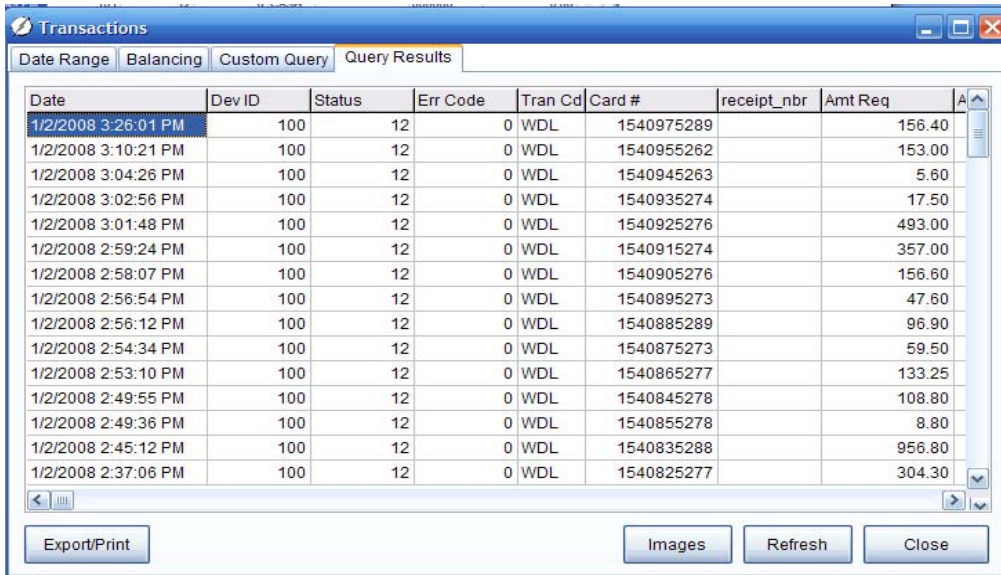 Transactions
Date Range Balancing Custom Query Query Results
Date Dev ID Status Err Code Tran Cd Card # receipt_nbr Amt Req
1/2/2008 3:26:01 PM 100 12 0 WDL 1540975289 156.40
1/2/2008 3:10:21 PM 100 12 0 WDL 1540955262 153.00
1/2/2008 3:04:26 PM 100 12 0 WDL 1540945263 5.60
1/2/2008 3:02:56 PM 100 12 0 WDL 1540935274 17.50
1/2/2008 3:01:48 PM 100 12 0 WDL 1540925276 493.00
1/2/2008 2:59:24 PM 100 12 0 WDL 1540915274 357.00
1/2/2008 2:58:07 PM 100 12 0 WDL 1540905276 156.60
1/2/2008 2:56:54 PM 100 12 0 WDL 1540895273 47.60
1/2/2008 2:56:12 PM 100 12 0 WDL 1540885289 96.90
1/2/2008 2:54:34 PM 100 12 0 WDL 1540875273 59.50
1/2/2008 2:53:10 PM 100 12 0 WDL 1540865277 133.25
1/2/2008 2:49:55 PM 100 12 0 WDL 1540845278 108.80
1/2/2008 2:49:36 PM 100 12 0 WDL 1540855278 8.80
1/2/2008 2:45:12 PM 100 12 0 WDL 1540835288 956.80
1/2/2008 2:37:06 PM 100 12 0 WDL 1540825277 304.30
Export/Print Images Refresh Close